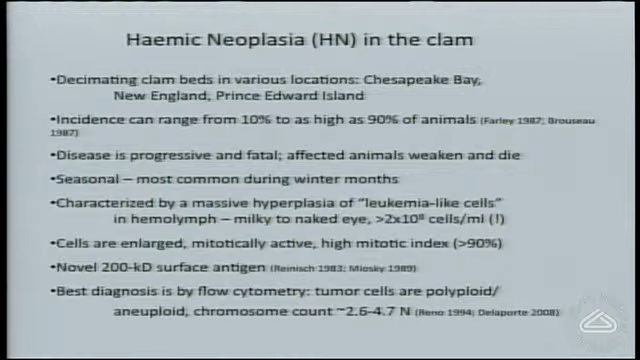 Haemic Neoplasia (HN) in the clam
•Decimating clam beds in various locations: Chesapeake Bay,
New England, Prince Edward Island
•Incidence can range from 10% to as high as 90% of animals (Farley 1987; Brouseau
1987)
•Disease is progressive and fatal; affected animals weaken and die
•Seasonal – most common during winter months
•Characterized by a massive hyperplasia of “leukemia-like cells”
in hemolymph – milky to naked eye, >2x10⁸ cells/ml (!)
•Cells are enlarged, mitotically active, high mitotic index (>90%)
•Novel 200-kD surface antigen (Reinisch 1983; Miosky 1989)
•Best diagnosis is by flow cytometry: tumor cells are polyploid/
aneuploid, chromosome count ~2.6-4.7 N (Reno 1994; Delaporte 2008)